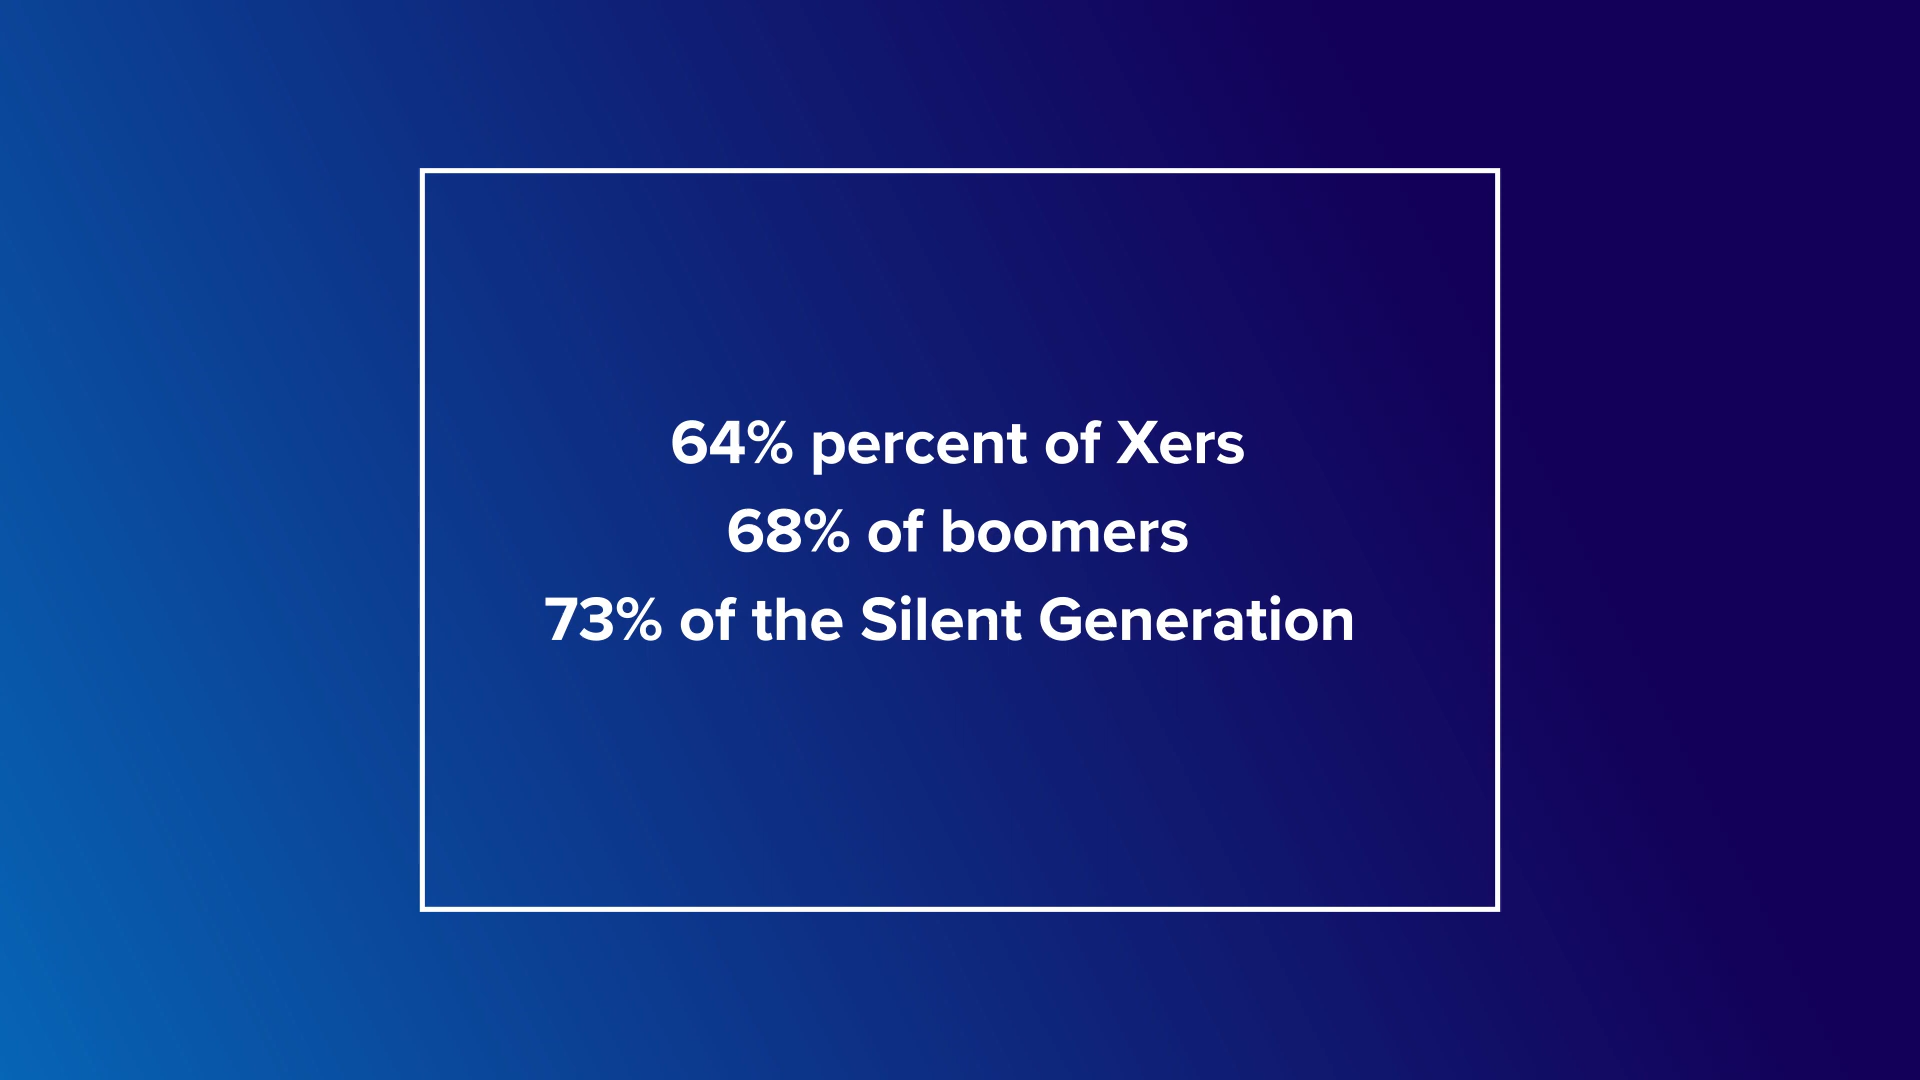 64% percent of Xers
68% of boomers
73% of the Silent Generation